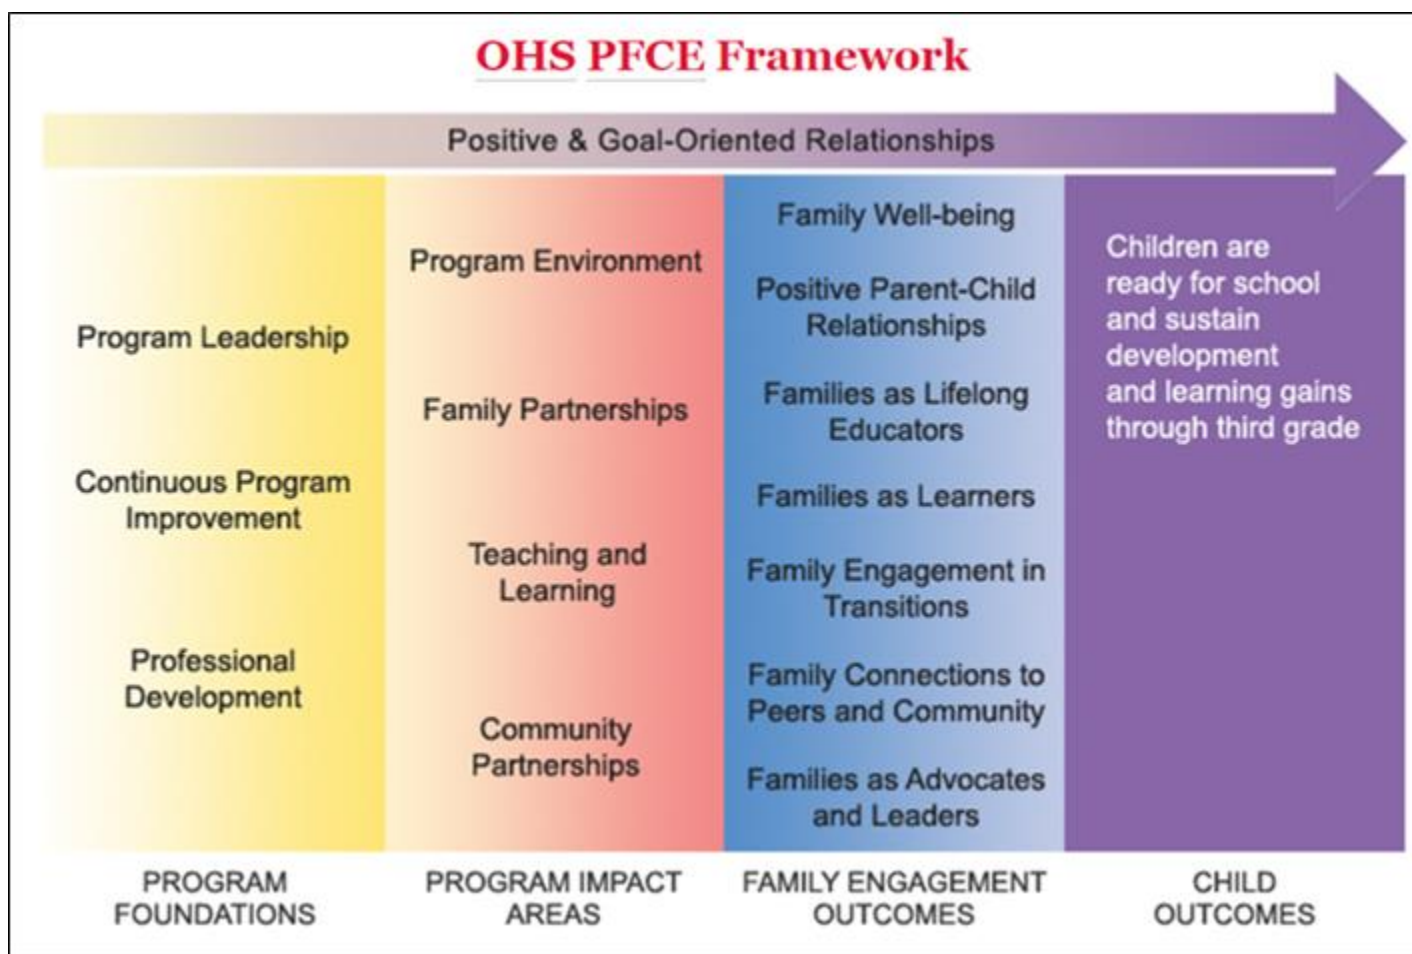 OHS PFCE Framework
Positive & Goal-Oriented Relationships
Program Leadership
Continuous Program
Improvement
Professional
Development
PROGRAM
FOUNDATIONS
Program Environment
Family Partnerships
Teaching and
Learning
Community
Partnerships
PROGRAM IMPACT
AREAS
Family Well-being
Positive Parent-Child
Relationships
Families as Lifelong
Educators
Families as Learners
Family Engagement in
Transitions
Family Connections to
Peers and Community
Families as Advocates
and Leaders
FAMILY ENGAGEMENT
OUTCOMES
Children are
ready for school
and sustain
development
and learning gains
through third grade
CHILD
OUTCOMES